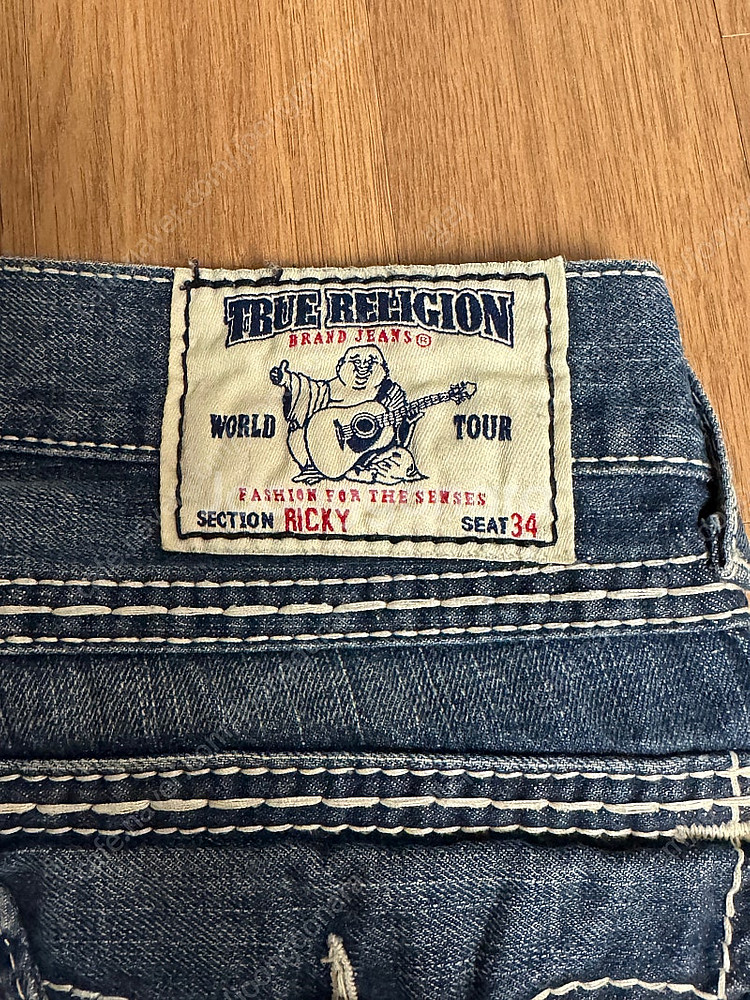 TRUE RELIGION
BRAND JEANS®
WORLD TOUR
FASHION FOR THE SENSES
SECTION RICKY SEAT 34